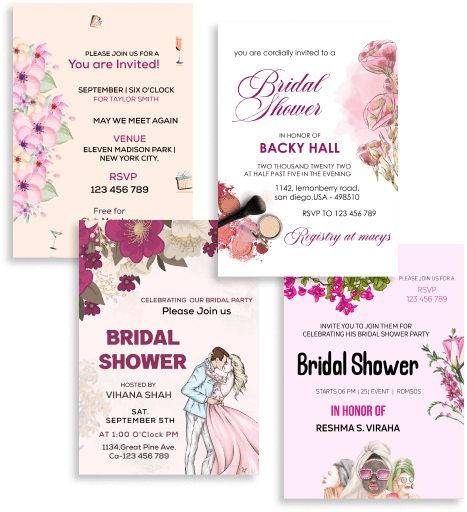 PLEASE JOIN US FOR A
You are Invited!
SEPTEMBER | SIX O'CLOCK
FOR TAYLOR SMITH
MAY WE MEET AGAIN
VENUE
ELEVEN MADISON PARK |
NEW YORK CITY,
RSVP
123 456 789
Free for
you are cordially invited to a
Bridal
Shower
IN HONOR OF
BACKY HALL
TWO THOUSAND TWENTY TWO
AT HALF PAST FIVE IN THE EVENING
1142, lemonberry road,
san diego,USA - 498510
RSVP TO 123 456 789
Registry at macys
CELEBRATING OUR BRIDAL PARTY
Please Join us
BRIDAL
SHOWER
HOSTED BY
VIHANA SHAH
SAT.
SEPTEMBER 5TH
AT 1:00 O'Clock PM
1134,Great Pine Ave.
Ca-123 456 789
PLEASE JOIN US FOR A
RSVP
123 456 789
INVITE YOU TO JOIN THEM FOR
CELEBRATING HIS BRIDAL SHOWER PARTY
Bridal Shower
STARTS 06 PM | 25| EVENT | ROMS05
IN HONOR OF
RESHMA S. VIRAHA